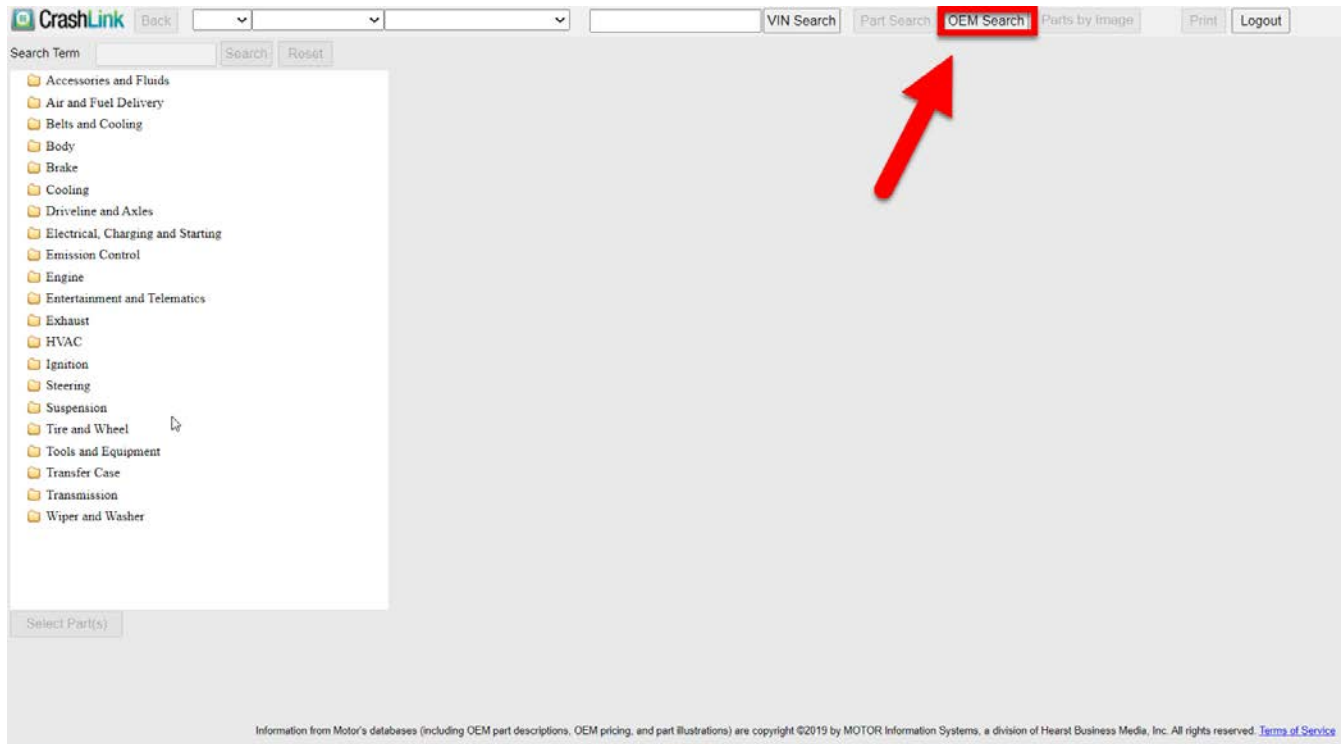 CrashLink Back VIN Search Part Search OEM Search Parts by Image Print Logout
Search Term Search Reset
Accessories and Fluids
Air and Fuel Delivery
Belts and Cooling
Body
Brake
Cooling
Driveline and Axles
Electrical, Charging and Starting
Emission Control
Engine
Entertainment and Telematics
Exhaust
HVAC
Ignition
Steering
Suspension
Tire and Wheel
Tools and Equipment
Transfer Case
Transmission
Wiper and Washer
Select Part(s)
Information from Motor's databases (including OEM part descriptions, OEM pricing, and part illustrations) are copyright ©2019 by MOTOR Information Systems, a division of Hearst Business Media, Inc. All rights reserved. Terms of Service